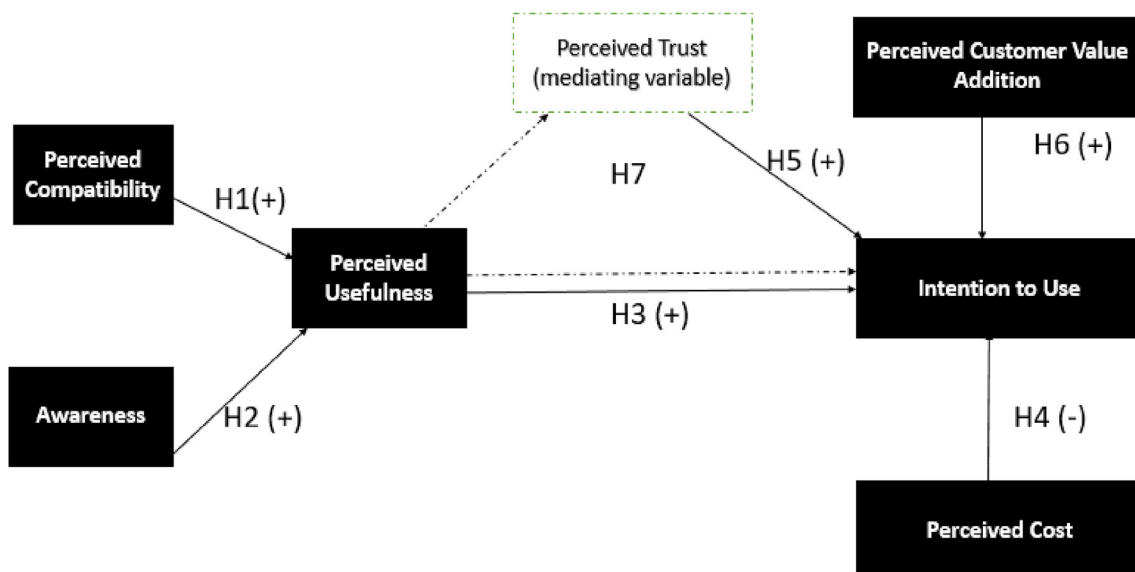 Perceived Trust
(mediating variable)
Perceived Customer Value
Addition
H6 (+)
Perceived
Compatibility
H5 (+)
H7
H1(+)
Perceived
Usefulness
Intention to Use
H3 (+)
Awareness
H2 (+)
H4 (-)
Perceived Cost